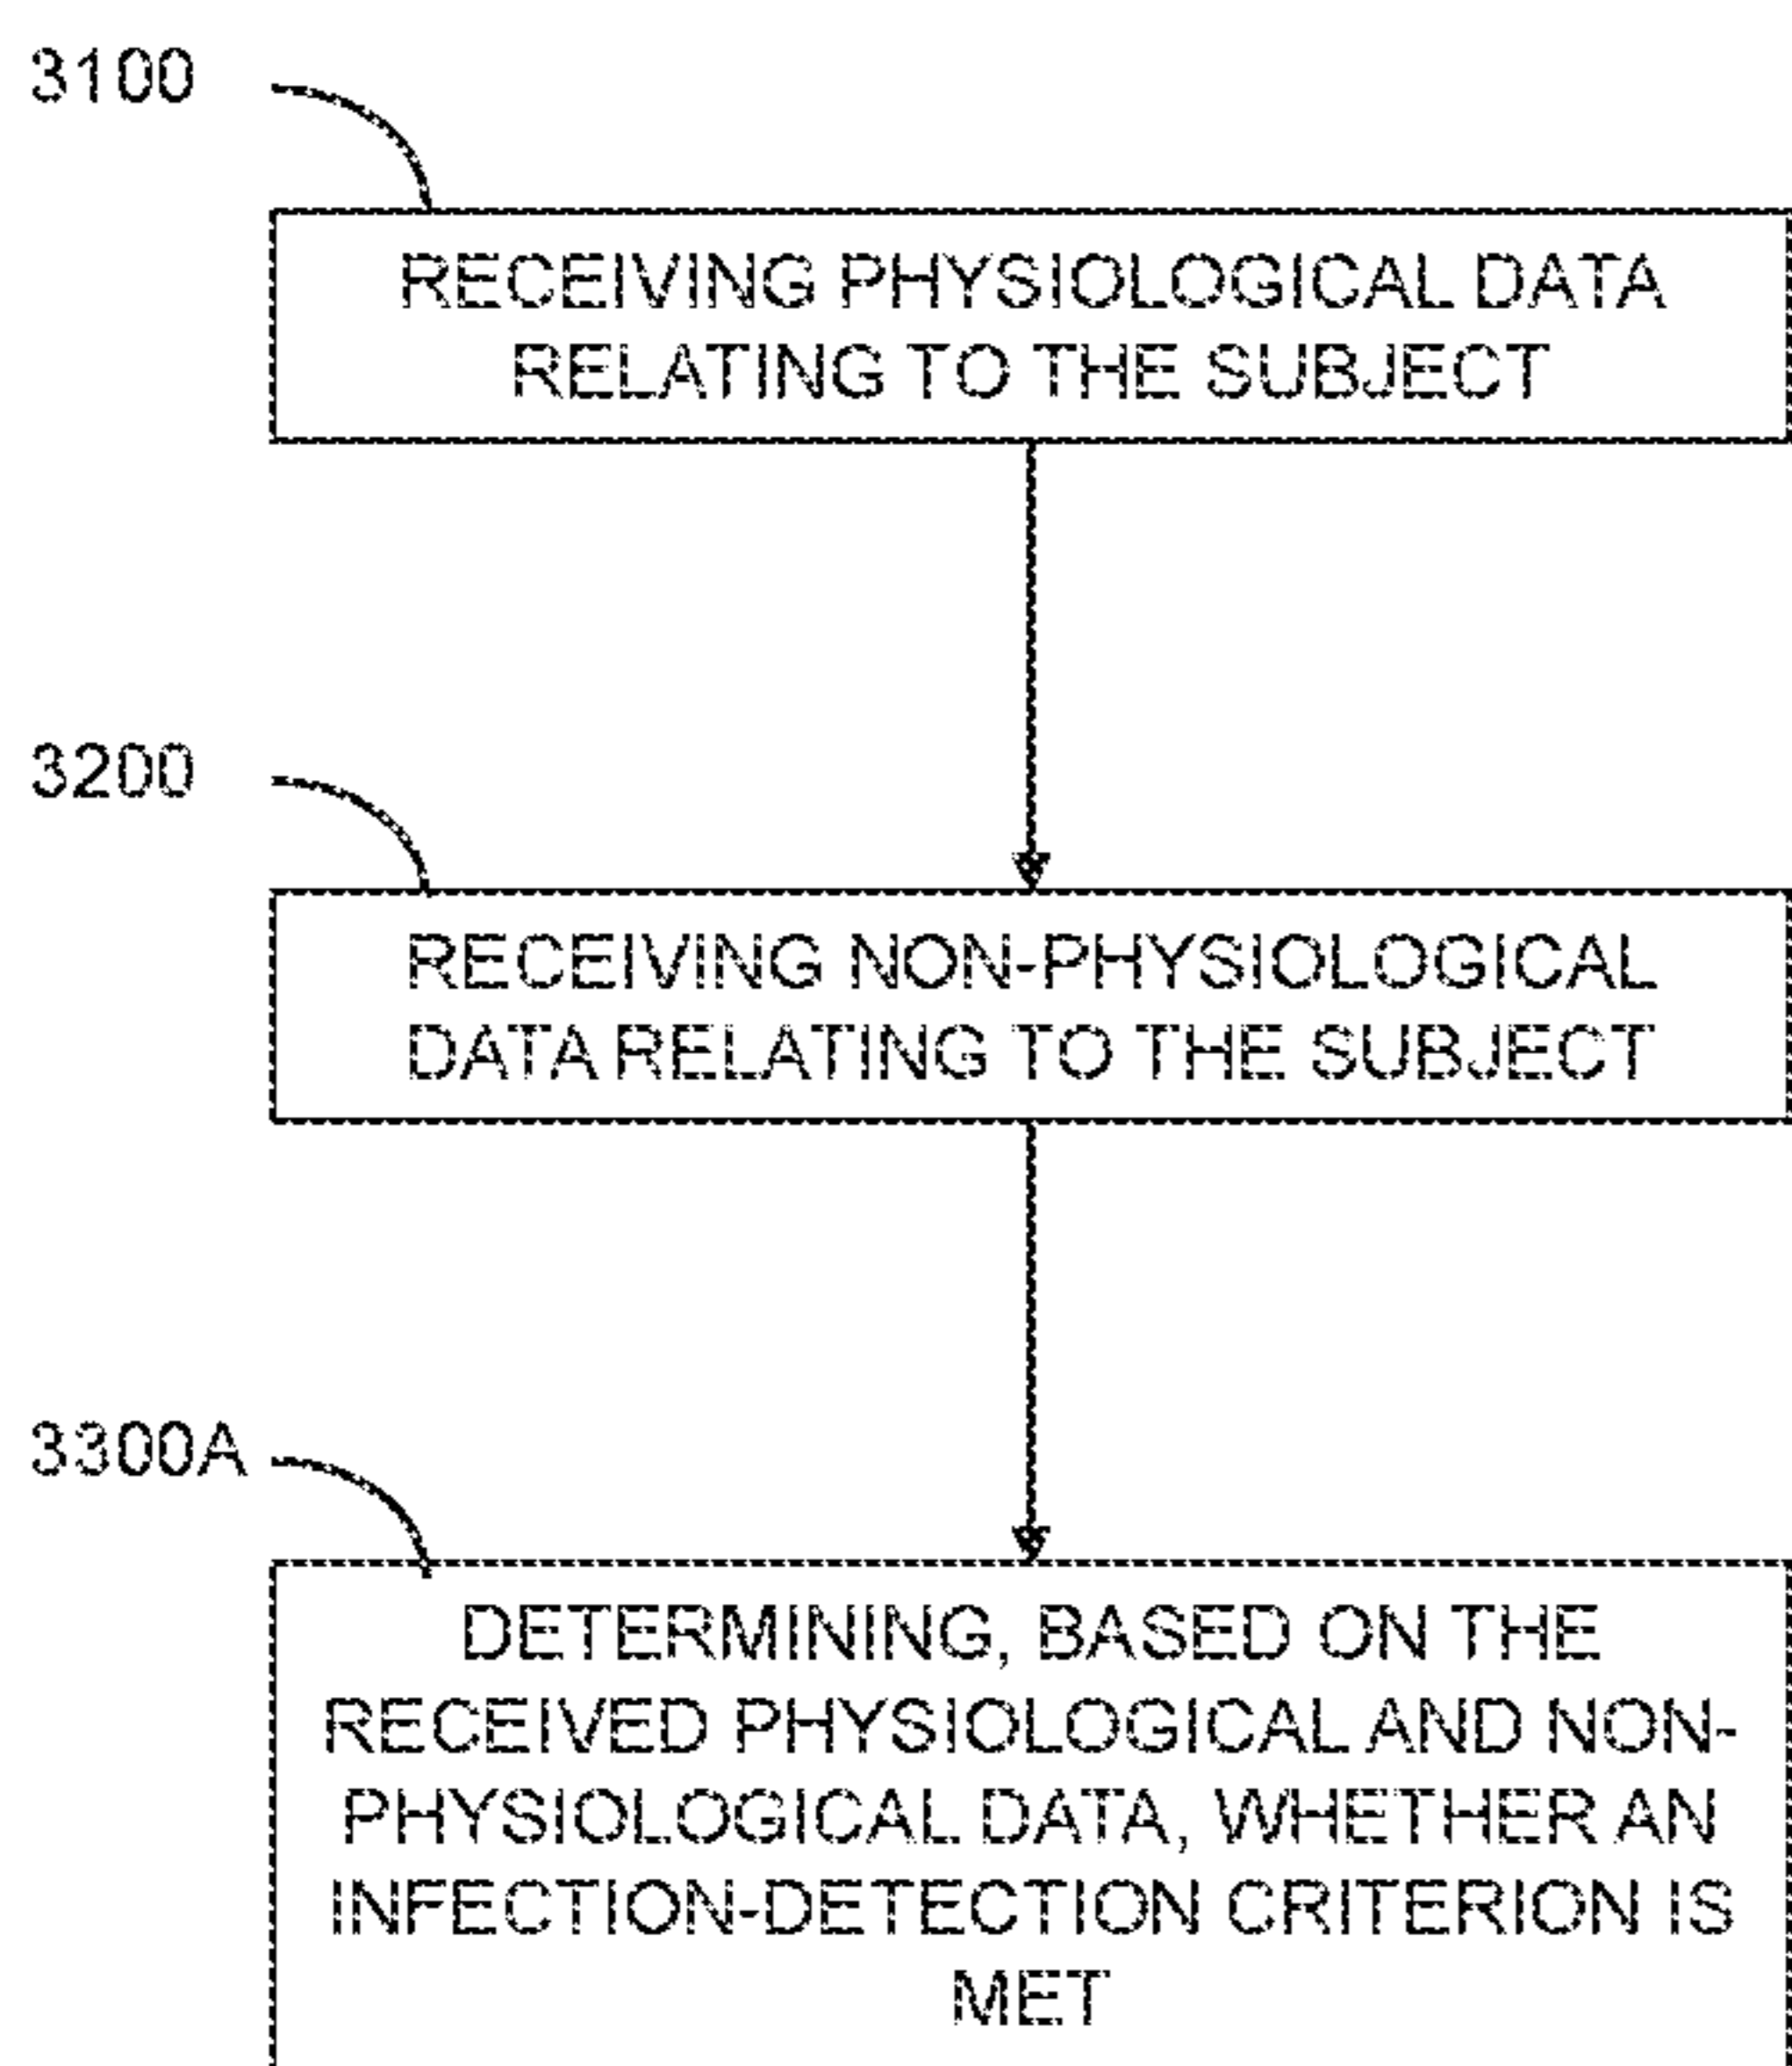 3100
RECEIVING PHYSIOLOGICAL DATA
RELATING TO THE SUBJECT
3200
RECEIVING NON-PHYSIOLOGICAL
DATA RELATING TO THE SUBJECT
3300A
DETERMINING, BASED ON THE
RECEIVED PHYSIOLOGICAL AND NON-
PHYSIOLOGICAL DATA, WHETHER AN
INFECTION-DETECTION CRITERION IS
MET